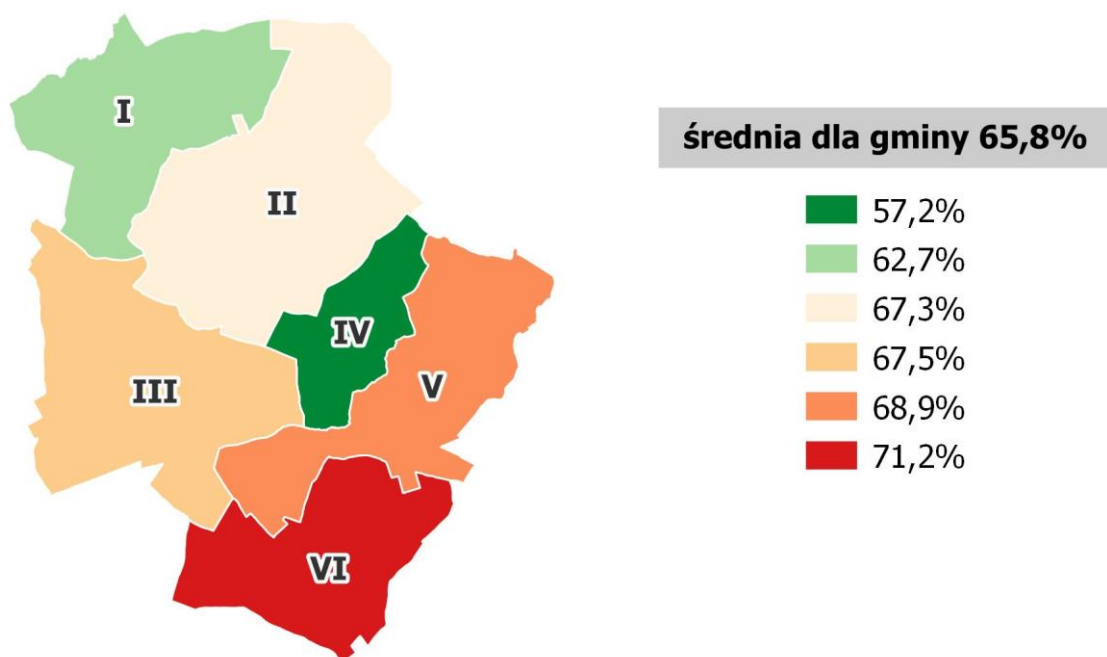 I
II
III
IV
V
VI
średnia dla gminy 65,8%
57,2%
62,7%
67,3%
67,5%
68,9%
71,2%